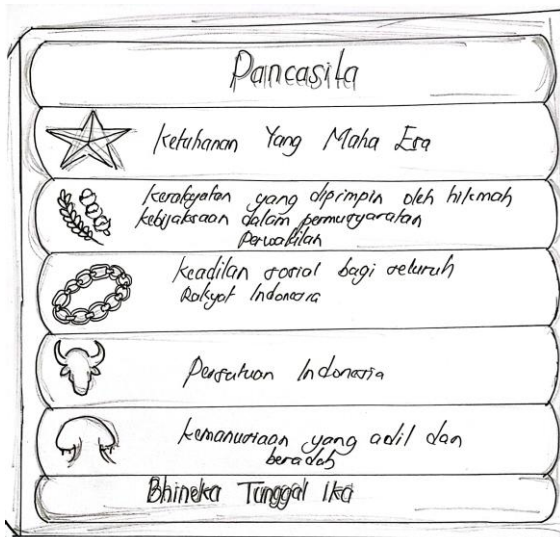 Pancasila
Ketuhanan Yang Maha Esa
Kerakyatan yang diprimpin oleh hikmah
kebijaksaan dalam permusyaratan
Perwakilan
Keadilan sosial bagi seluruh
Rakyat Indonesia
Persatuan Indonesia
Kemanusiaan yang adil dan
beradab
Bhineka Tunggal Ika